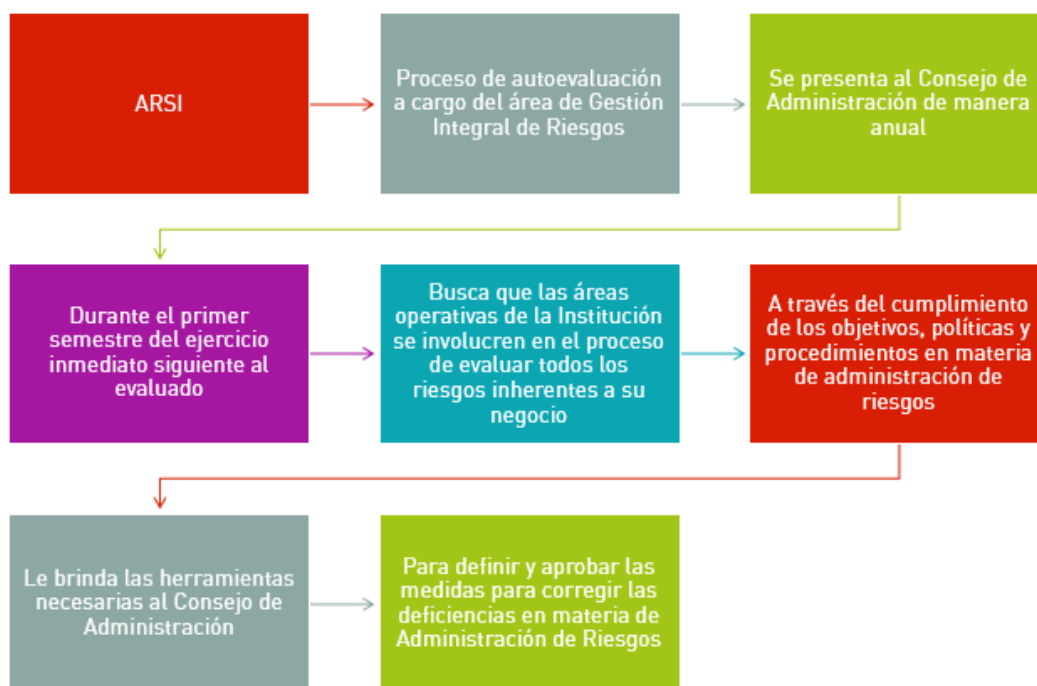 ARSI
Proceso de autoevaluación
a cargo del área de Gestión
Integral de Riesgos
Se presenta al Consejo de
Administración de manera
anual
Durante el primer
semestre del ejercicio
inmediato siguiente al
evaluado
Busca que las áreas
operativas de la Institución
se involucren en el proceso
de evaluar todos los
riesgos inherentes a su
negocio
A través del cumplimiento
de los objetivos, políticas y
procedimientos en materia
de administración de
riesgos
Le brinda las herramientas
necesarias al Consejo de
Administración
Para definir y aprobar las
medidas para corregir las
deficiencias en materia de
Administración de Riesgos